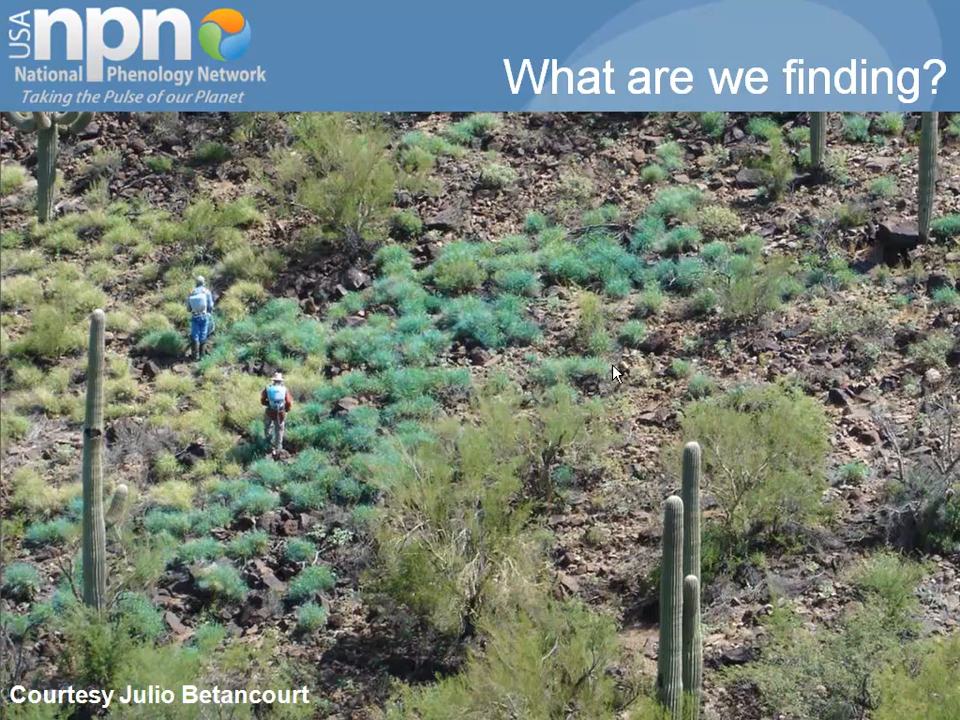 USA
npn
National Phenology Network
Taking the Pulse of our Planet
What are we finding?
Courtesy Julio Betancourt